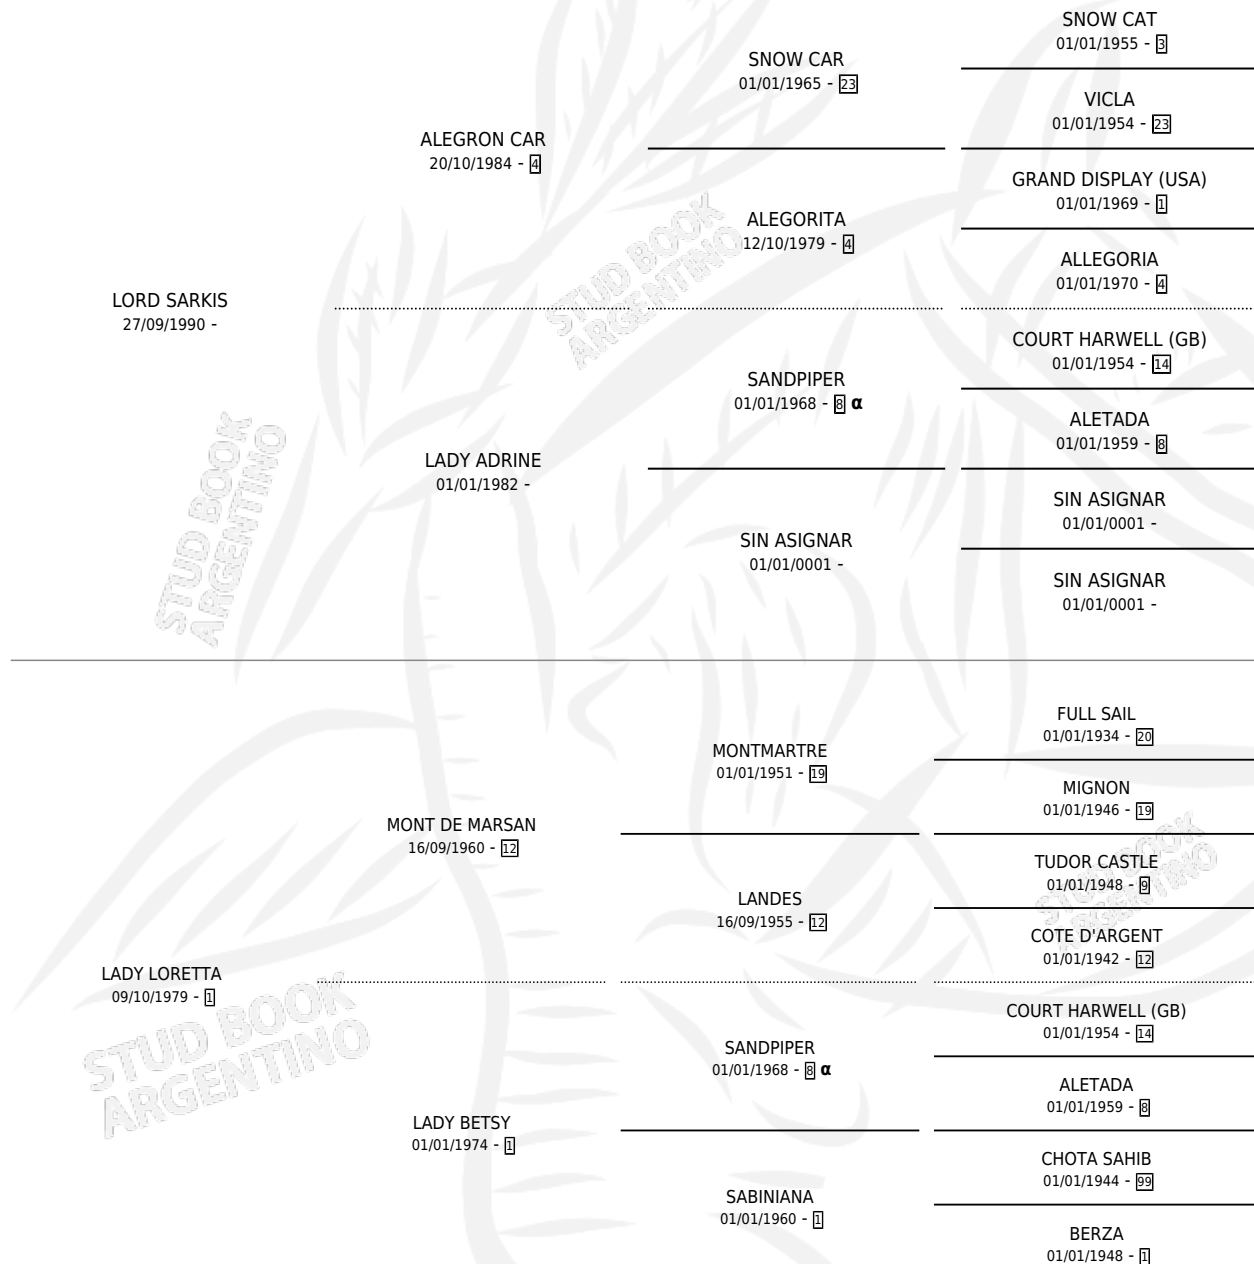 SNOW CAT
01/01/1955 - 3
SNOW CAR
01/01/1965 - 23
VICLA
01/01/1954 - 23
ALEGRON CAR
20/10/1984 - 4
GRAND DISPLAY (USA)
01/01/1969 - 1
ALEGORITA
12/10/1979 - 4
ALLEGORIA
01/01/1970 - 4
LORD SARKIS
27/09/1990 -
COURT HARWELL (GB)
01/01/1954 - 14
SANDPIPER
01/01/1968 - 8 α
ALETADA
01/01/1959 - 8
LADY ADRINE
01/01/1982 -
SIN ASIGNAR
01/01/0001 -
SIN ASIGNAR
01/01/0001 -
SIN ASIGNAR
01/01/0001 -
FULL SAIL
01/01/1934 - 20
MONTMARTRE
01/01/1951 - 19
MIGNON
01/01/1946 - 19
MONT DE MARSAN
16/09/1960 - 12
TUDOR CASTLE
01/01/1948 - 9
LANDES
16/09/1955 - 12
COTE D'ARGENT
01/01/1942 - 12
LADY LORETTA
09/10/1979 - 1
COURT HARWELL (GB)
01/01/1954 - 14
SANDPIPER
01/01/1968 - 8 α
ALETADA
01/01/1959 - 8
LADY BETSY
01/01/1974 - 1
CHOTA SAHIB
01/01/1944 - 99
SABINIANA
01/01/1960 - 1
BERZA
01/01/1948 - 1
STUD BOOK
ARGENTINO
STUD BOOK
ARGENTINO
STUD BOOK
ARGENTINO
STUD BOOK
ARGENTINO